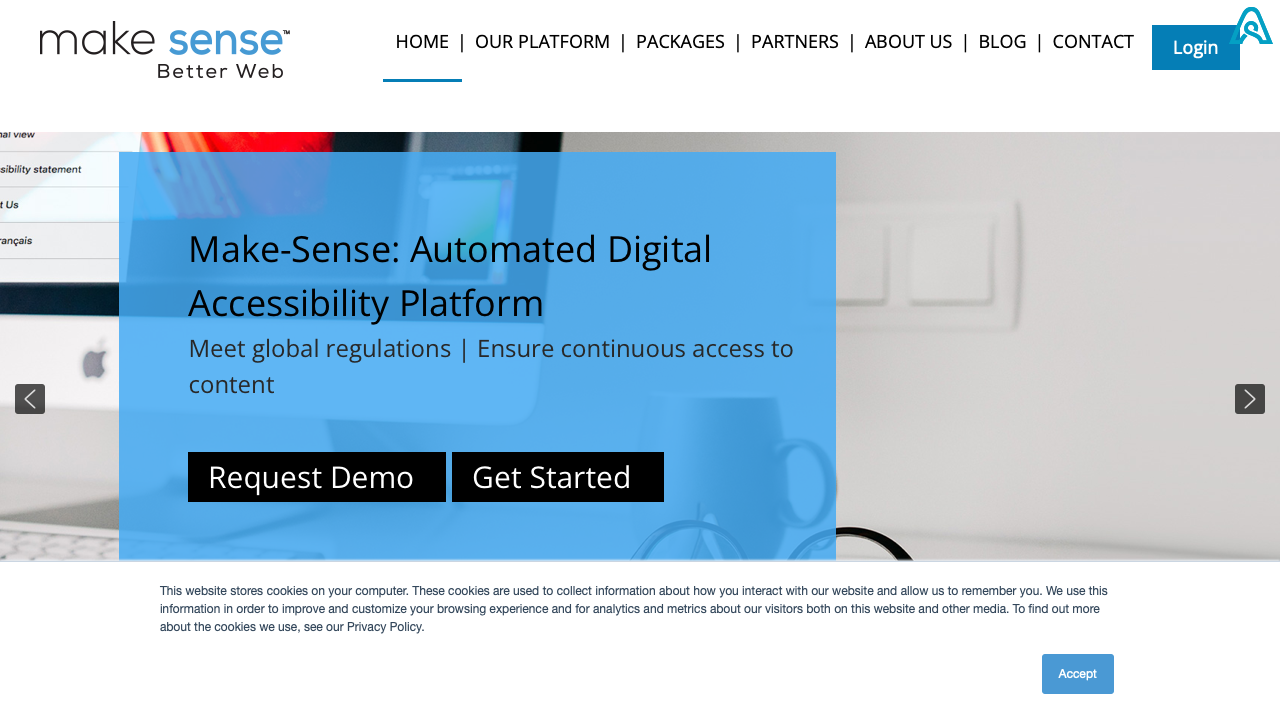 make sense™
Better Web
HOME | OUR PLATFORM | PACKAGES | PARTNERS | ABOUT US | BLOG | CONTACT
Login
nal view
sibility statement
t Us
rançais
Make-Sense: Automated Digital
Accessibility Platform
Meet global regulations | Ensure continuous access to
content
Request Demo
Get Started
This website stores cookies on your computer. These cookies are used to collect information about how you interact with our website and allow us to remember you. We use this
information in order to improve and customize your browsing experience and for analytics and metrics about our visitors both on this website and other media. To find out more
about the cookies we use, see our Privacy Policy.
Accept